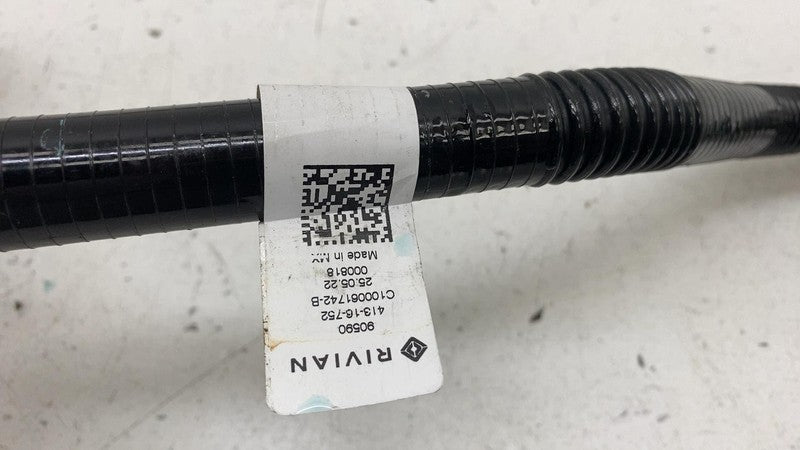 RIVIAN
90590
413-16-752
C100061742-B
25.05.22
000818
Made in MX